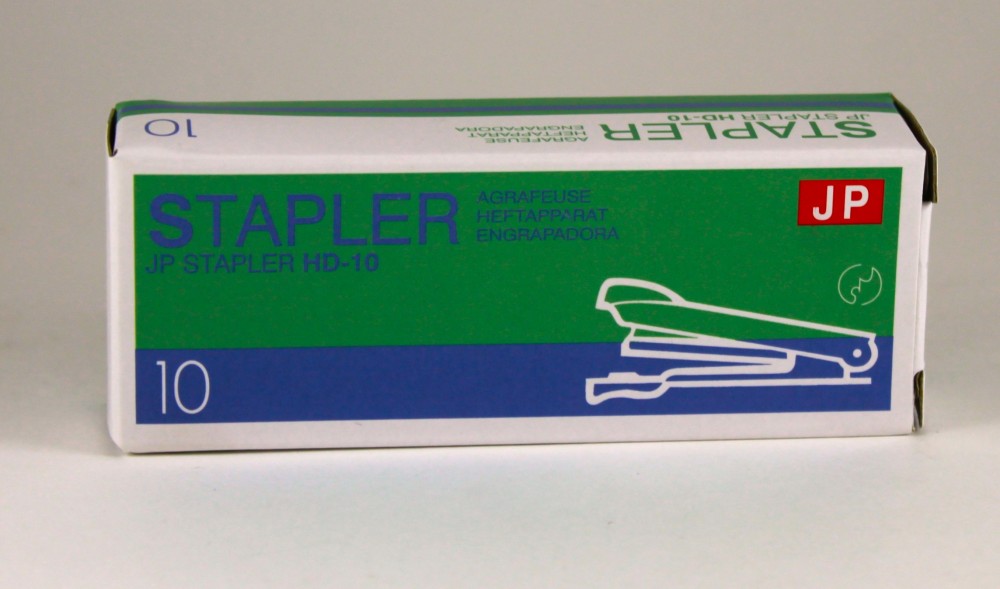 10
STAPLER
JP STAPLER HD-10
AGRAFEUSE
HEFTAPPARAT
ENGRAPADORA
STAPLER
JP STAPLER HD-10
AGRAFEUSE
HEFTAPPARAT
ENGRAPADORA
JP
10